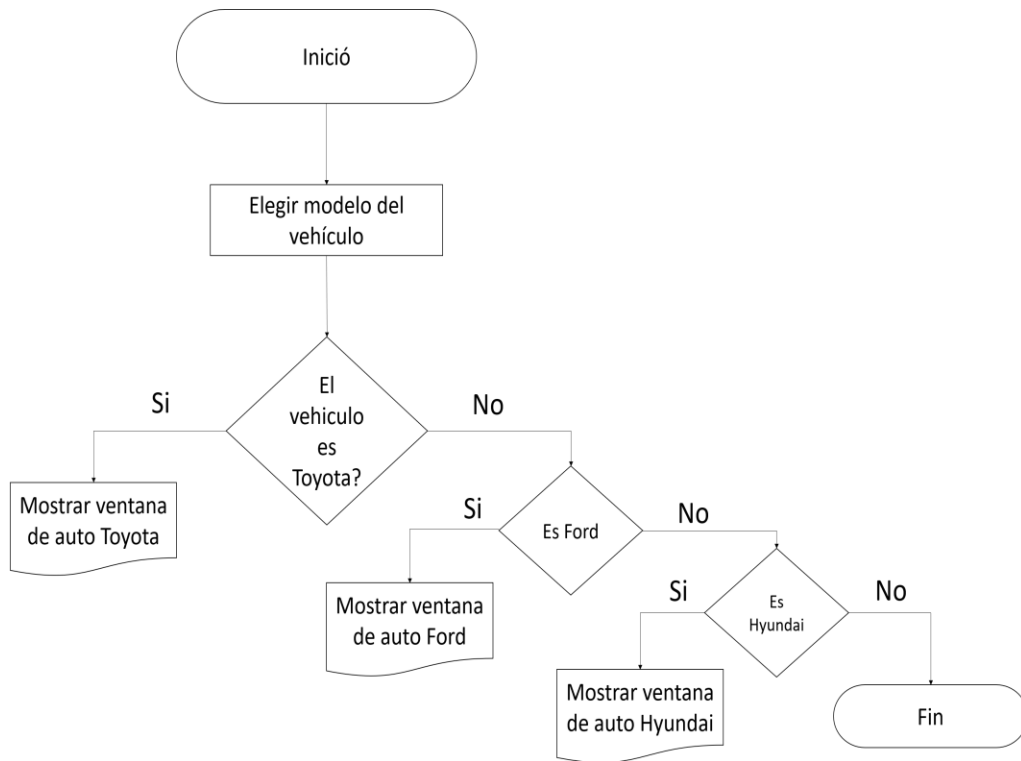 Inició
Elegir modelo del
vehículo
El
vehiculo
es
Toyota?
Si
No
Mostrar ventana
de auto Toyota
Es Ford
Si
No
Mostrar ventana
de auto Ford
Es
Hyundai
Si
No
Mostrar ventana
de auto Hyundai
Fin